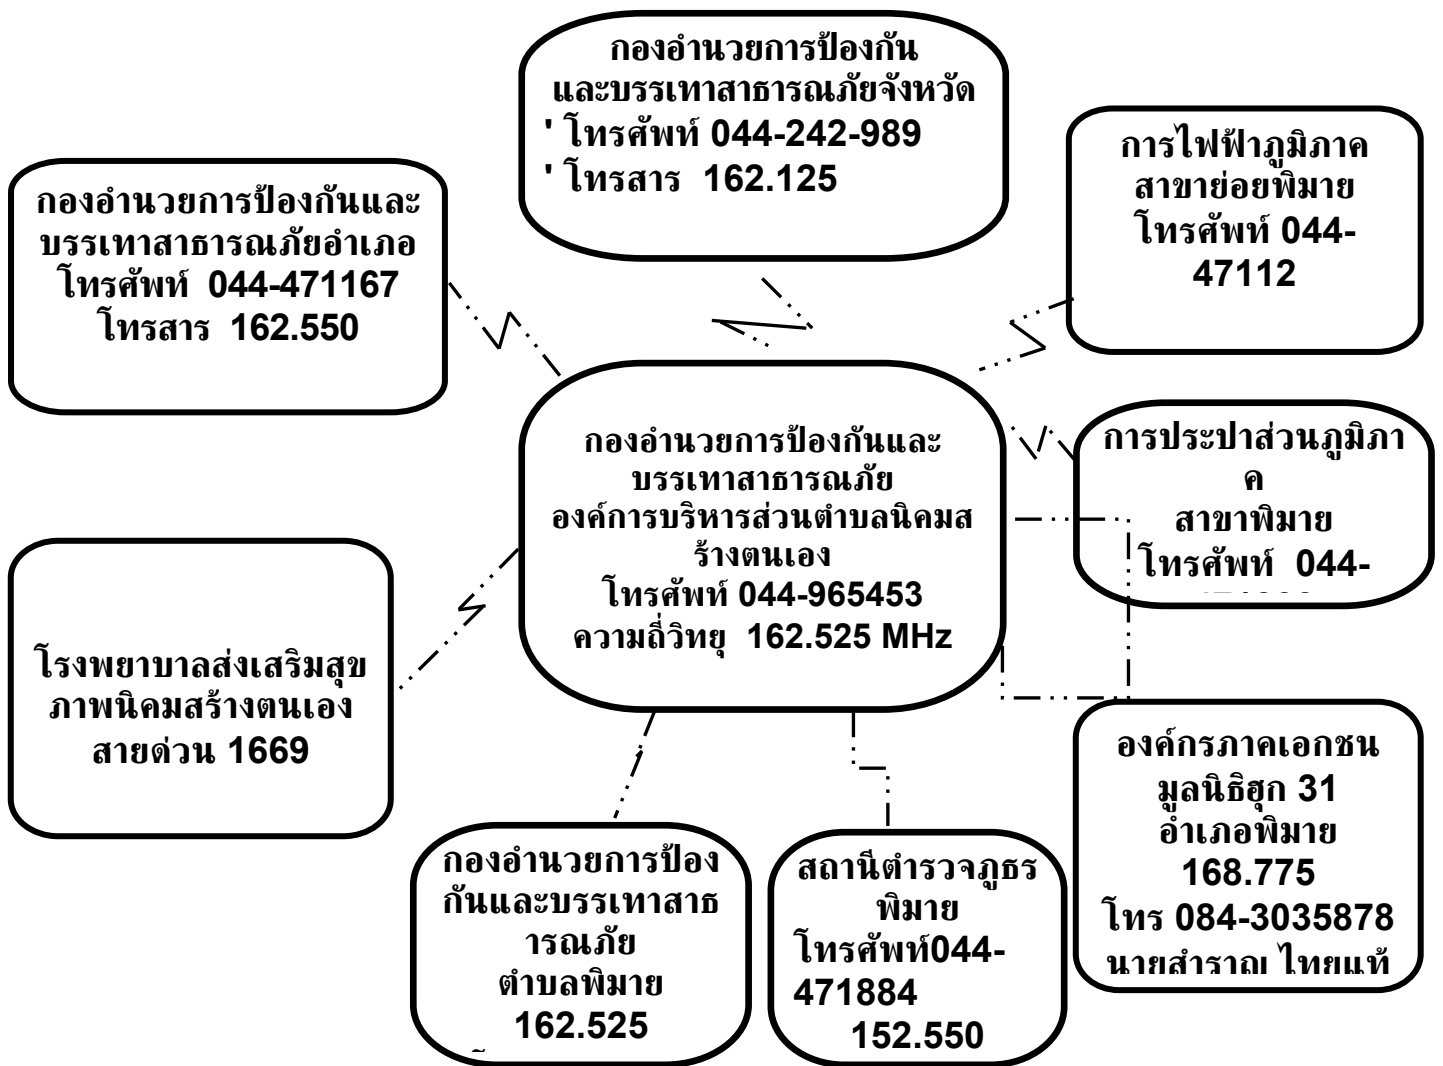 กองอำนวยการป้องกัน
และบรรเทาสาธารณภัยจังหวัด
' โทรศัพท์ 044-242-989
' โทรสาร 162.125
การไฟฟ้าภูมิภาค
สาขาย่อยพิมาย
โทรศัพท์ 044-
47112
กองอำนวยการป้องกันและ
บรรเทาสาธารณภัยอำเภอ
โทรศัพท์ 044-471167
โทรสาร 162.550
กองอำนวยการป้องกันและ
บรรเทาสาธารณภัย
องค์การบริหารส่วนตำบลนิคมส
ร้างตนเอง
โทรศัพท์ 044-965453
ความถี่วิทยุ 162.525 MHz
การประปาส่วนภูมิภา
ค
สาขาพิมาย
โทรศัพท์ 044-
โรงพยาบาลส่งเสริมสุข
ภาพนิคมสร้างตนเอง
สายด่วน 1669
องค์กรภาคเอกชน
มูลนิธิฮุก 31
อำเภอพิมาย
168.775
โทร 084-3035878
นายสำราญ ไทยแท้
กองอำนวยการป้อง
กันและบรรเทาสาธ
ารณภัย
ตำบลพิมาย
162.525
สถานีตำรวจภูธร
พิมาย
โทรศัพท์044-
471884
152.550